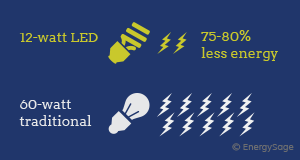 12-watt LED
75-80%
less energy
60-watt
traditional
© EnergySage